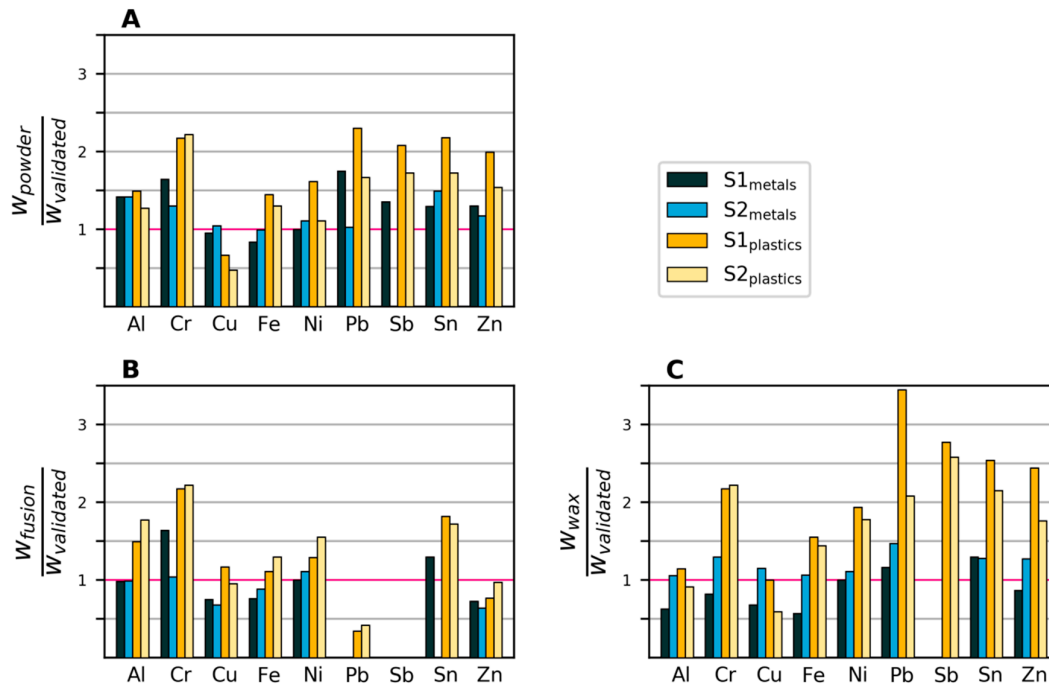 A
w_powder
w_validated
3
2
1
Al Cr Cu Fe Ni Pb Sb Sn Zn
S1metals
S2metals
S1plastics
S2plastics
B
w_fusion
w_validated
3
2
1
Al Cr Cu Fe Ni Pb Sb Sn Zn
C
w_wax
w_validated
3
2
1
Al Cr Cu Fe Ni Pb Sb Sn Zn